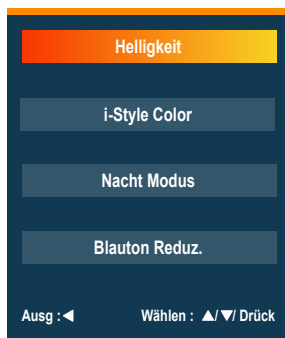 Helligkeit
i-Style Color
Nacht Modus
Blauton Reduz.
Ausg :◀ Wählen : ▲/▼/ Drück